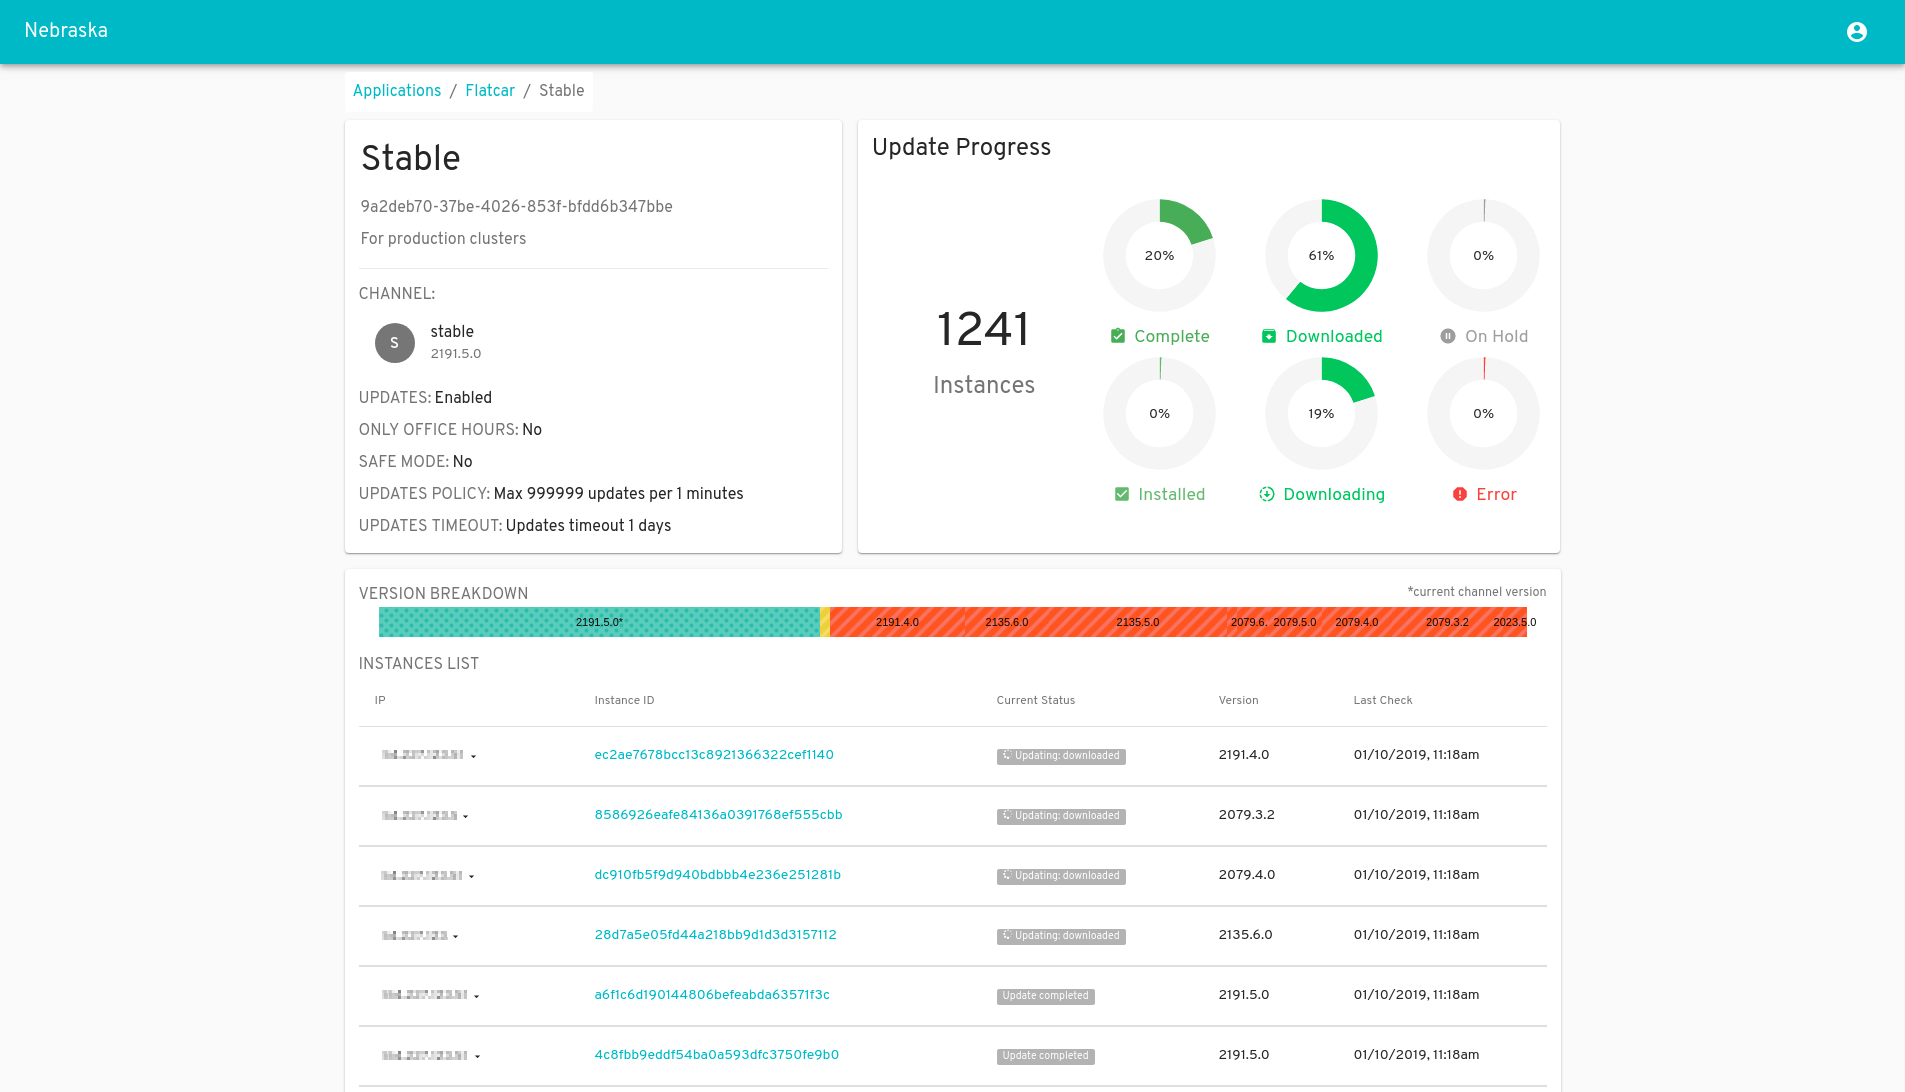 Nebraska
Applications / Flatcar / Stable
Stable
9a2deb70-37be-4026-853f-bfdd6b347bbe
For production clusters
CHANNEL:
S
stable
2191.5.0
UPDATES: Enabled
ONLY OFFICE HOURS: No
SAFE MODE: No
UPDATES POLICY: Max 999999 updates per 1 minutes
UPDATES TIMEOUT: Updates timeout 1 days
Update Progress
1241
Instances
20% 61% 0%
Complete Downloaded On Hold
0% 19% 0%
Installed Downloading Error
VERSION BREAKDOWN *current channel version
2191.5.0* 2191.4.0 2135.6.0 2135.5.0 2079.6. 2079.5.0 2079.4.0 2079.3.2 2023.5.0
INSTANCES LIST
IP Instance ID Current Status Version Last Check
ec2ae7678bcc13c8921366322cef1140 Updating: downloaded 2191.4.0 01/10/2019, 11:18am
8586926eafe84136a0391768ef555cbb Updating: downloaded 2079.3.2 01/10/2019, 11:18am
dc910fb5f9d940bdbbb4e236e251281b Updating: downloaded 2079.4.0 01/10/2019, 11:18am
28d7a5e05fd44a218bb9d1d3d3157112 Updating: downloaded 2135.6.0 01/10/2019, 11:18am
a6f1c6d190144806befeabda63571f3c Update completed 2191.5.0 01/10/2019, 11:18am
4c8fbb9eddf54ba0a593dfc3750fe9b0 Update completed 2191.5.0 01/10/2019, 11:18am